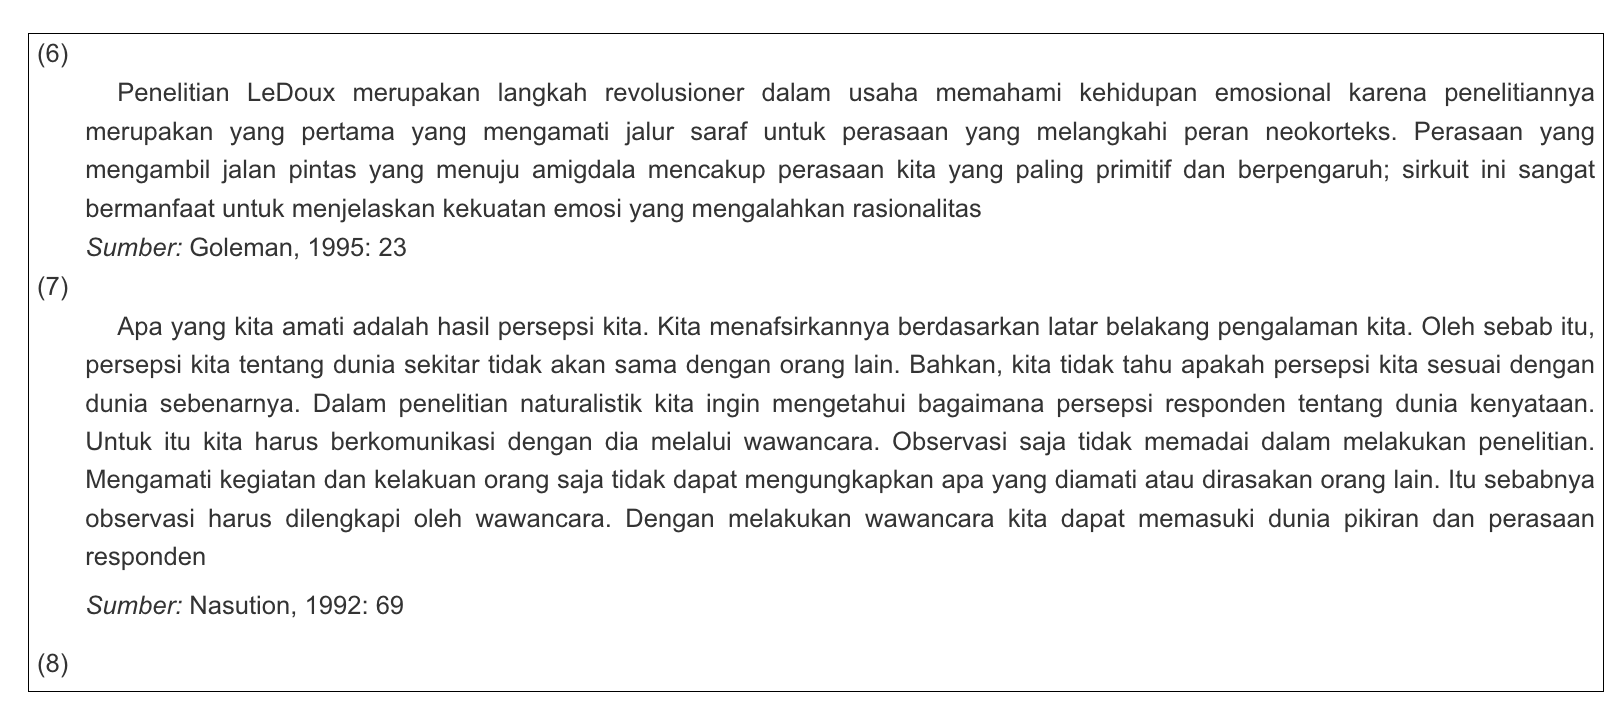 (6)
Penelitian LeDoux merupakan langkah revolusioner dalam usaha memahami kehidupan emosional karena penelitiannya
merupakan yang pertama yang mengamati jalur saraf untuk perasaan yang melangkahi peran neokorteks. Perasaan yang
mengambil jalan pintas yang menuju amigdala mencakup perasaan kita yang paling primitif dan berpengaruh; sirkuit ini sangat
bermanfaat untuk menjelaskan kekuatan emosi yang mengalahkan rasionalitas
Sumber: Goleman, 1995: 23
(7)
Apa yang kita amati adalah hasil persepsi kita. Kita menafsirkannya berdasarkan latar belakang pengalaman kita. Oleh sebab itu,
persepsi kita tentang dunia sekitar tidak akan sama dengan orang lain. Bahkan, kita tidak tahu apakah persepsi kita sesuai dengan
dunia sebenarnya. Dalam penelitian naturalistik kita ingin mengetahui bagaimana persepsi responden tentang dunia kenyataan.
Untuk itu kita harus berkomunikasi dengan dia melalui wawancara. Observasi saja tidak memadai dalam melakukan penelitian.
Mengamati kegiatan dan kelakuan orang saja tidak dapat mengungkapkan apa yang diamati atau dirasakan orang lain. Itu sebabnya
observasi harus dilengkapi oleh wawancara. Dengan melakukan wawancara kita dapat memasuki dunia pikiran dan perasaan
responden
Sumber: Nasution, 1992: 69
(8)